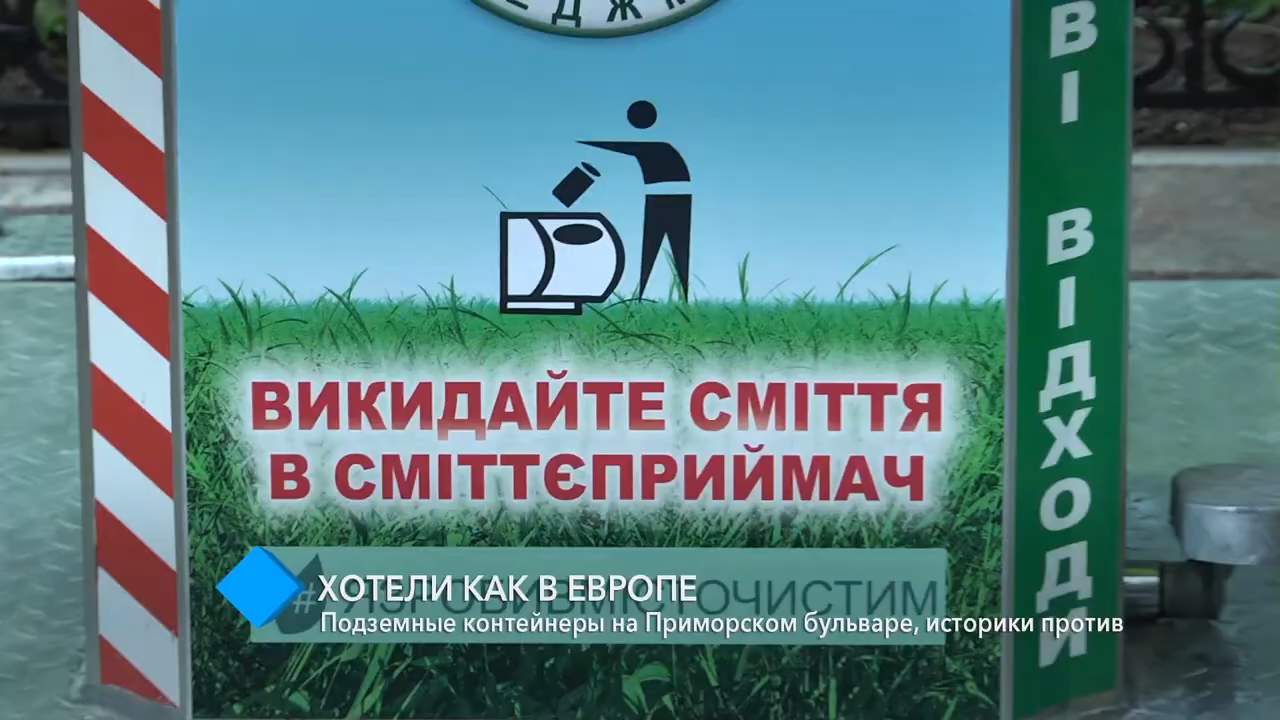 ВИКИДАЙТЕ СМІТТЯ
В СМІТТЄПРИЙМАЧ
ВІ ВІДХОДИ
ХОТЕЛИ КАК В ЕВРОПЕ
Подземные контейнеры на Приморском бульваре, историки против